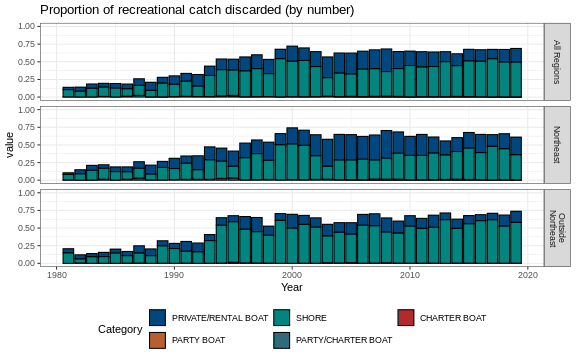 Proportion of recreational catch discarded (by number)
1.00
0.75
0.50
0.25
0.00
All Regions
1.00
0.75
0.50
0.25
0.00
Northeast
1.00
0.75
0.50
0.25
0.00
Outside
Northeast
value
1980
1990
2000
2010
2020
Year
Category
PRIVATE/RENTAL BOAT
SHORE
CHARTER BOAT
PARTY BOAT
PARTY/CHARTER BOAT